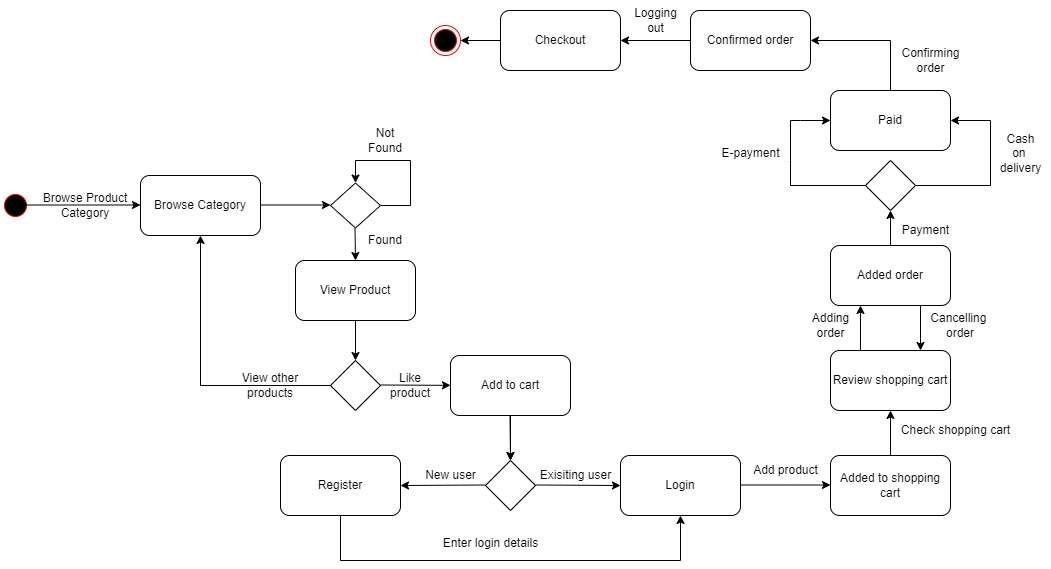 Logging
out
Checkout
Confirmed order
Confirming
order
Paid
E-payment
Cash
on
delivery
Not
Found
Browse Product
Category
Browse Category
Found
Payment
View Product
Added order
Adding
order
Cancelling
order
View other
products
Like
product
Add to cart
Review shopping cart
Check shopping cart
Register
New user
Exisiting user
Login
Add product
Added to shopping
cart
Enter login details